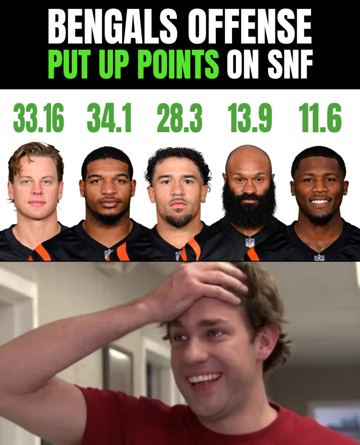 BENGALS OFFENSE
PUT UP POINTS ON SNF
33.16 34.1 28.3 13.9 11.6